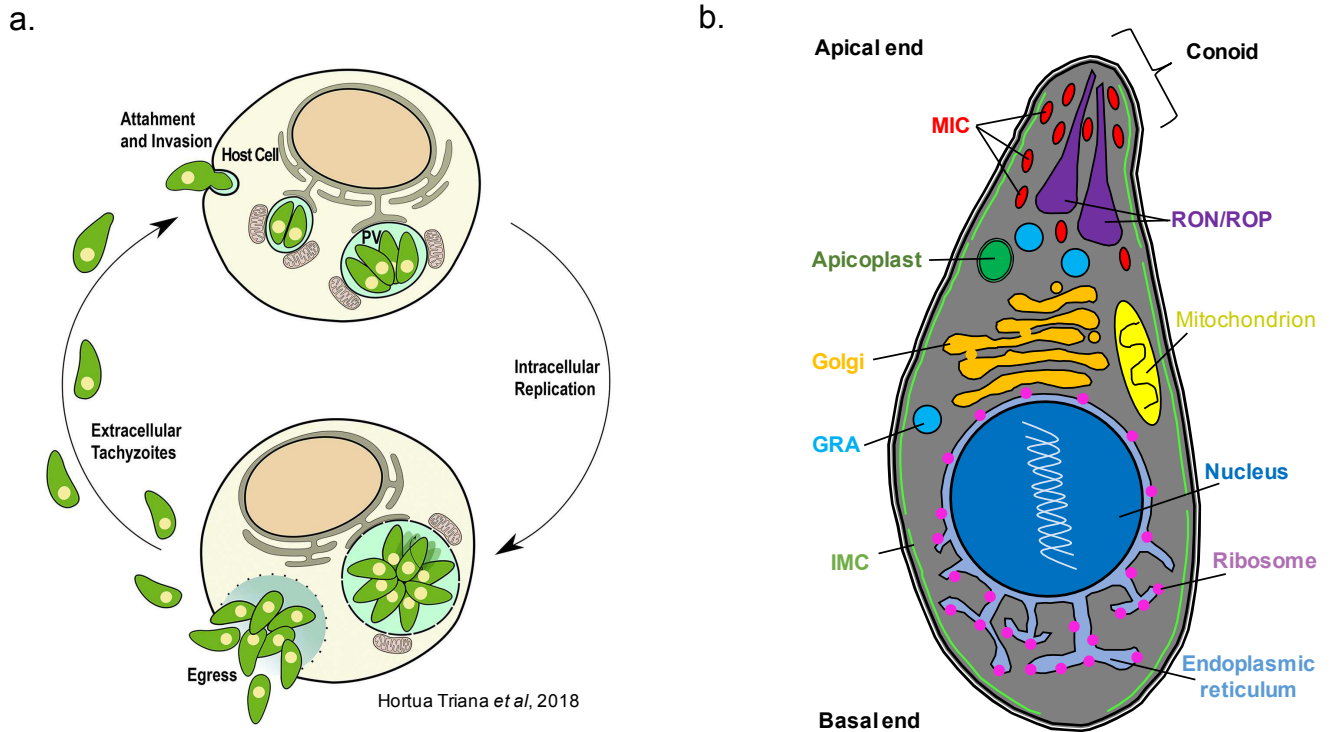 a.
Attahment
and Invasion
Host Cell
PV
Intracellular
Replication
Extracellular
Tachyzoites
Egress
Hortua Triana et al, 2018
b.
Apical end
Conoid
MIC
RON/ROP
Apicoplast
Mitochondrion
Golgi
GRA
Nucleus
IMC
Ribosome
Endoplasmic
reticulum
Basal end